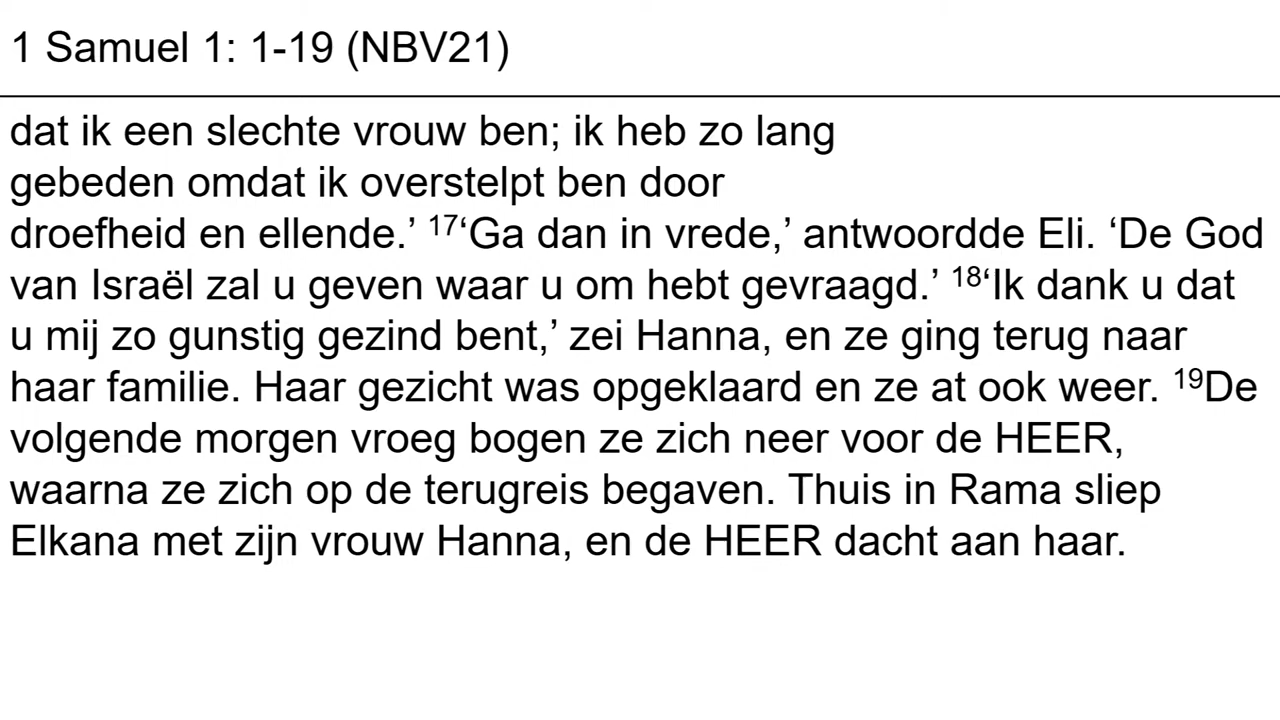 1 Samuel 1: 1-19 (NBV21)
dat ik een slechte vrouw ben; ik heb zo lang
gebeden omdat ik overstelpt ben door
droefheid en ellende.’ ¹⁷‘Ga dan in vrede,’ antwoordde Eli. ‘De God
van Israël zal u geven waar u om hebt gevraagd.’ ¹⁸‘Ik dank u dat
u mij zo gunstig gezind bent,’ zei Hanna, en ze ging terug naar
haar familie. Haar gezicht was opgeklaard en ze at ook weer. ¹⁹De
volgende morgen vroeg bogen ze zich neer voor de HEER,
waarna ze zich op de terugreis begaven. Thuis in Rama sliep
Elkana met zijn vrouw Hanna, en de HEER dacht aan haar.